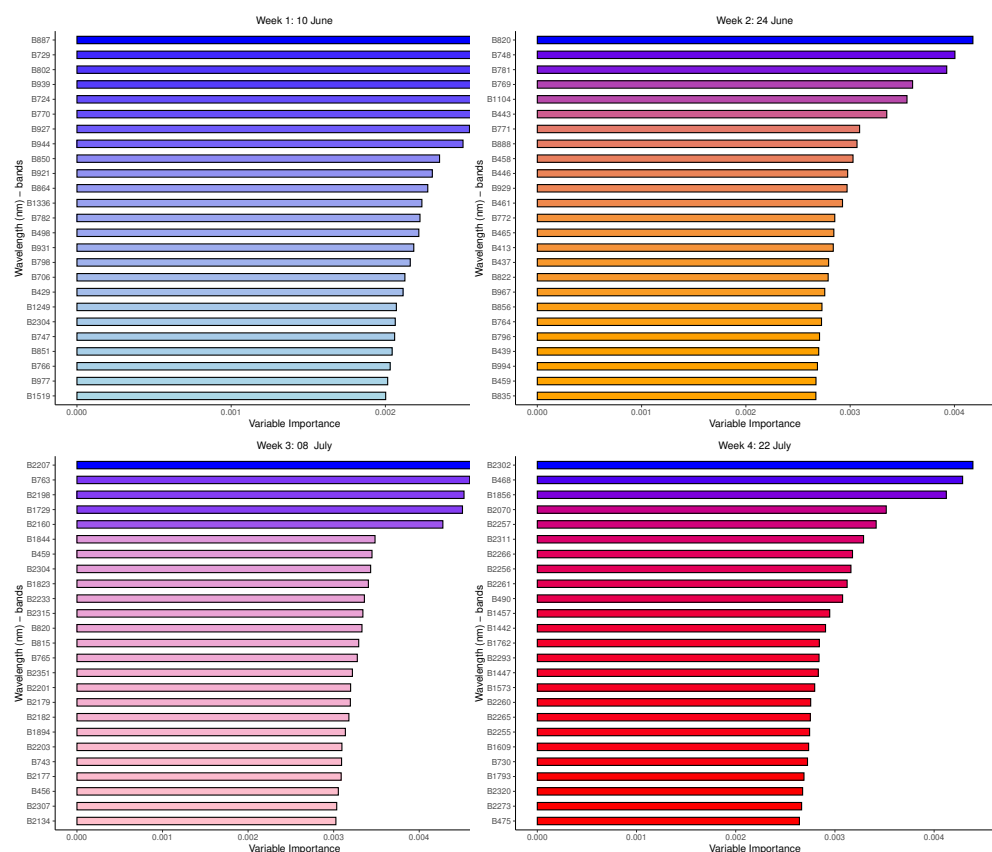 Week 1: 10 June
Wavelength (nm) – bands
B887
B729
B802
B939
B724
B770
B927
B944
B850
B921
B864
B1336
B782
B498
B931
B798
B706
B429
B1249
B2304
B747
B851
B766
B977
B1519
0.000 0.001 0.002
Variable Importance
Week 2: 24 June
Wavelength (nm) – bands
B820
B748
B781
B769
B1104
B443
B771
B888
B458
B446
B929
B461
B772
B465
B413
B437
B822
B967
B856
B764
B796
B439
B994
B459
B835
0.000 0.001 0.002 0.003 0.004
Variable Importance
Week 3: 08 July
Wavelength (nm) – bands
B2207
B763
B2198
B1729
B2160
B1844
B459
B2304
B1823
B2233
B2315
B820
B815
B765
B2351
B2201
B2179
B2182
B1894
B2203
B743
B2177
B456
B2307
B2134
0.000 0.001 0.002 0.003 0.004
Variable Importance
Week 4: 22 July
Wavelength (nm) – bands
B2302
B468
B1856
B2070
B2257
B2311
B2266
B2256
B2261
B490
B1457
B1442
B1762
B2293
B1447
B1573
B2260
B2265
B2255
B1609
B730
B1793
B2320
B2273
B475
0.000 0.001 0.002 0.003 0.004
Variable Importance